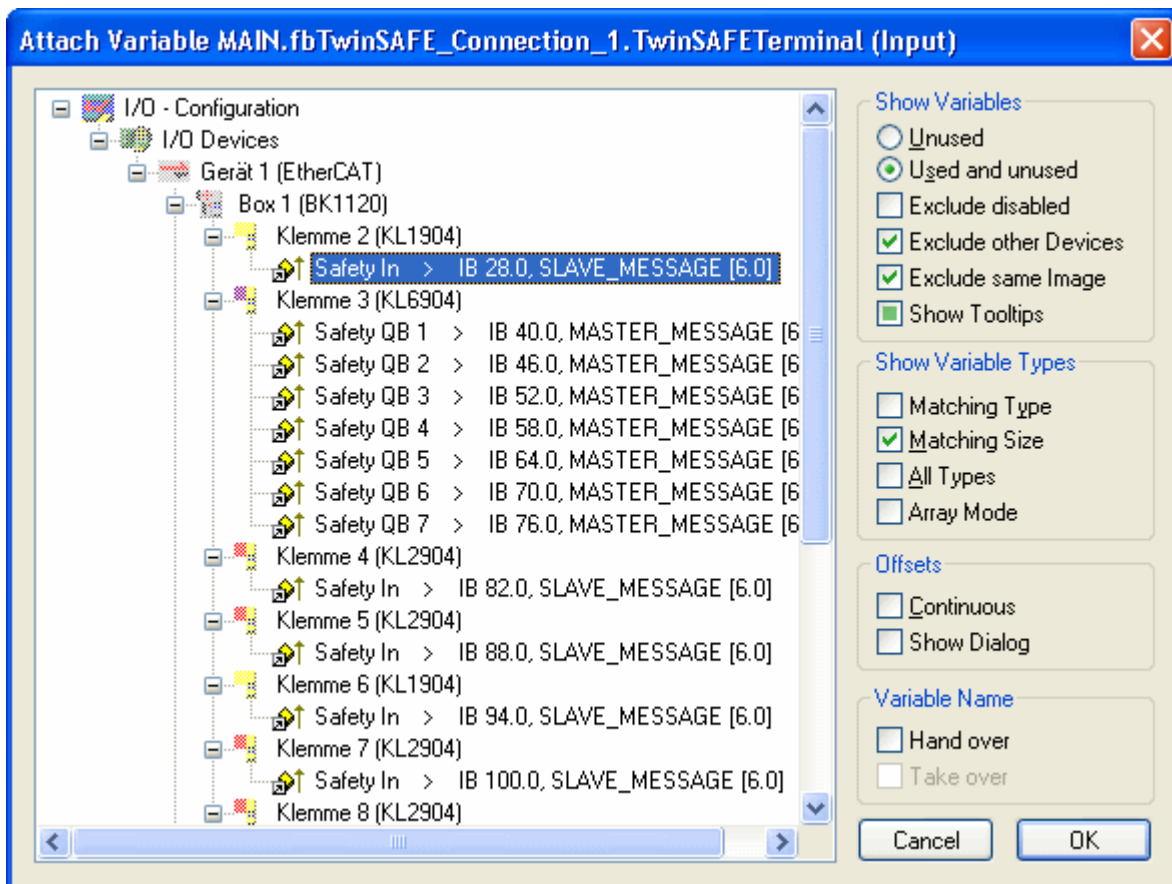 Attach Variable MAIN.fbTwinSAFE_Connection_1.TwinSAFETerminal (Input)
I/O - Configuration
I/O Devices
Gerät 1 (EtherCAT)
Box 1 (BK1120)
Klemme 2 (KL1904)
Safety In > IB 28.0, SLAVE_MESSAGE [6.0]
Klemme 3 (KL6904)
Safety QB 1 > IB 40.0, MASTER_MESSAGE [6
Safety QB 2 > IB 46.0, MASTER_MESSAGE [6
Safety QB 3 > IB 52.0, MASTER_MESSAGE [6
Safety QB 4 > IB 58.0, MASTER_MESSAGE [6
Safety QB 5 > IB 64.0, MASTER_MESSAGE [6
Safety QB 6 > IB 70.0, MASTER_MESSAGE [6
Safety QB 7 > IB 76.0, MASTER_MESSAGE [6
Klemme 4 (KL2904)
Safety In > IB 82.0, SLAVE_MESSAGE [6.0]
Klemme 5 (KL2904)
Safety In > IB 88.0, SLAVE_MESSAGE [6.0]
Klemme 6 (KL1904)
Safety In > IB 94.0, SLAVE_MESSAGE [6.0]
Klemme 7 (KL2904)
Safety In > IB 100.0, SLAVE_MESSAGE [6.0]
Klemme 8 (KL2904)
Show Variables
Unused
Used and unused
Exclude disabled
Exclude other Devices
Exclude same Image
Show Tooltips
Show Variable Types
Matching Type
Matching Size
All Types
Array Mode
Offsets
Continuous
Show Dialog
Variable Name
Hand over
Take over
Cancel
OK